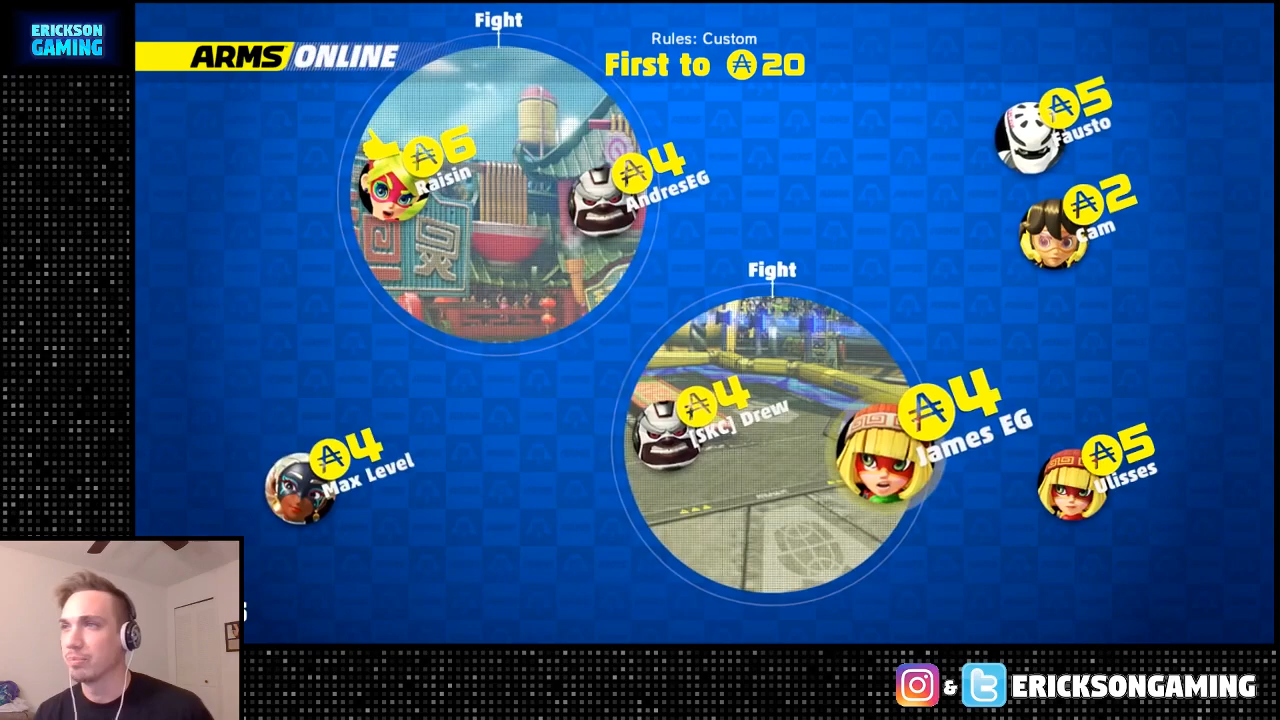 ERICKSON
GAMING
ARMS ONLINE
Fight
Rules: Custom
First to 20
6
Raisin
4
AndresEG
5
Fausto
2
Cam
Fight
4
[SKC] Drew
4
James EG
4
Max Level
5
Ulisses
& ERICKSONGAMING